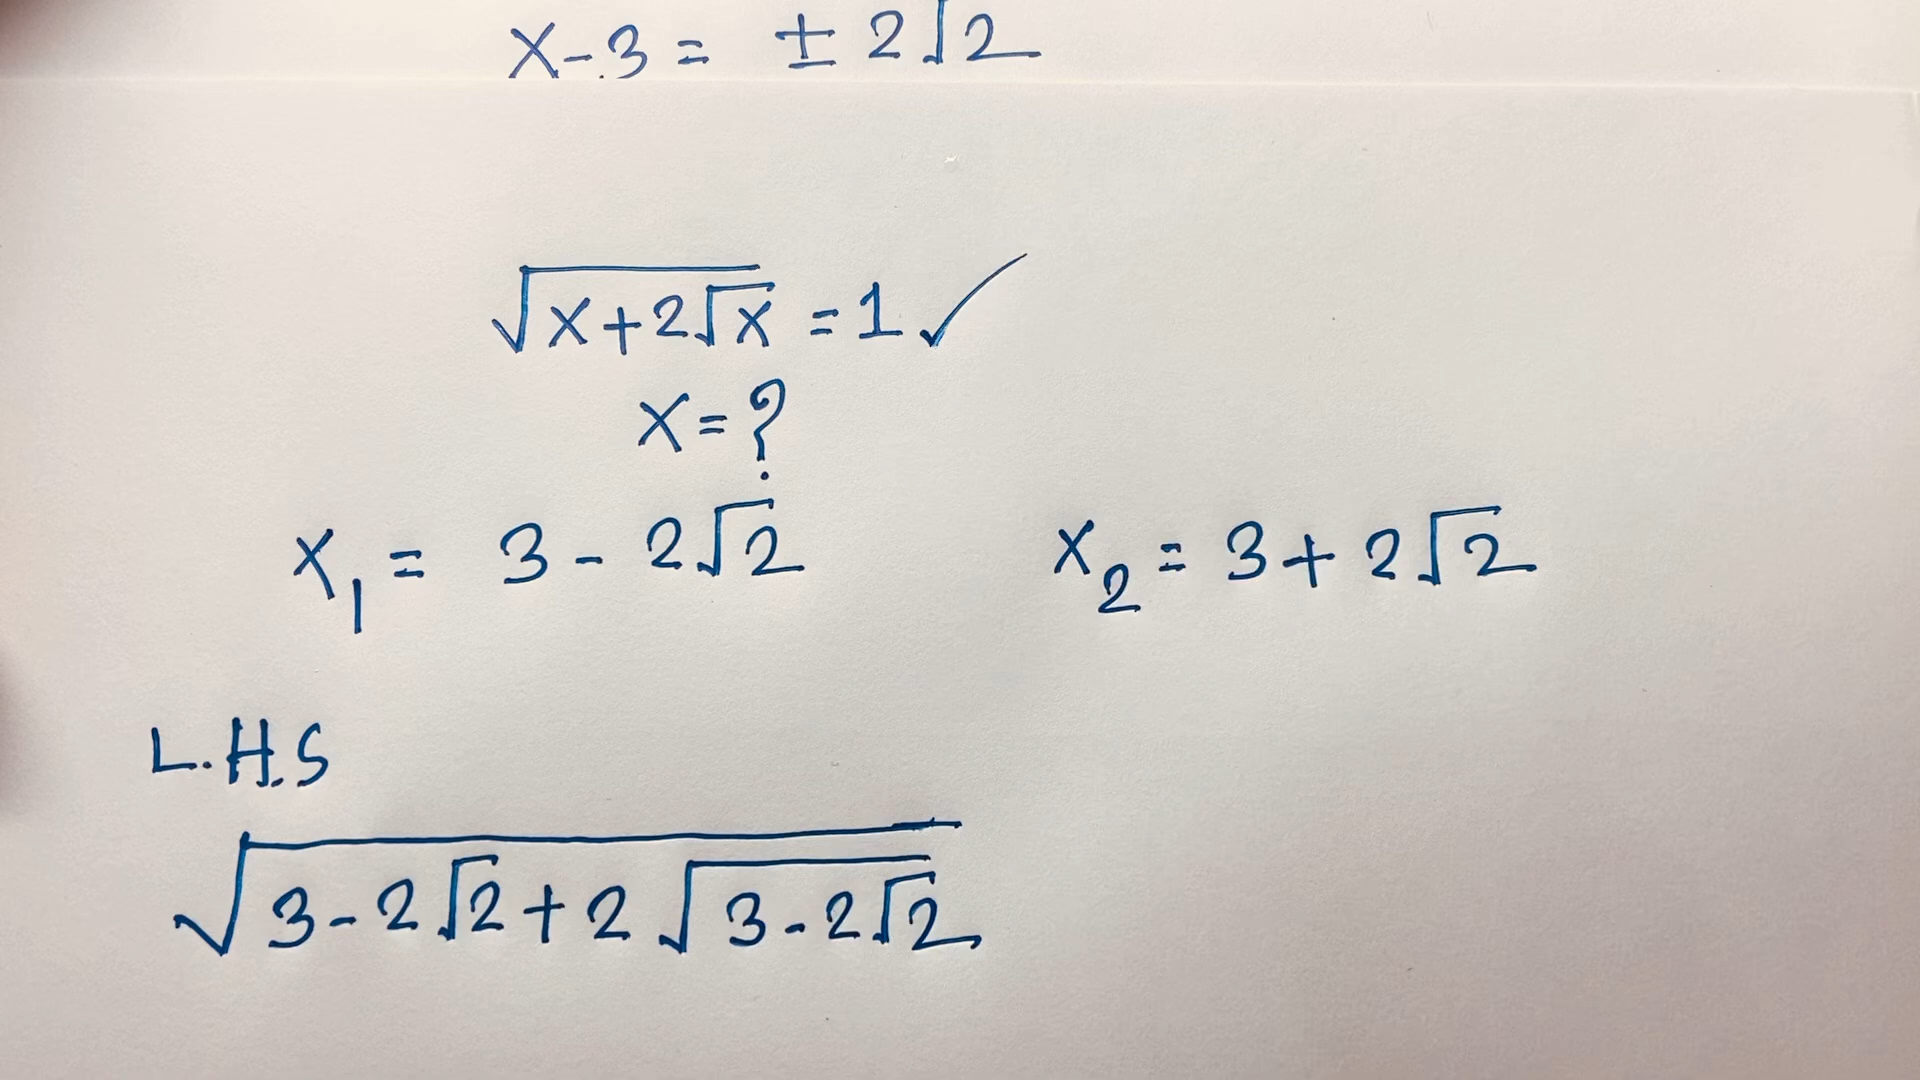 x-3 = ± 2√2
√(x+2√x) = 1 ✓
x = ?
x₁ = 3 - 2√2
x₂ = 3 + 2√2
L.H.S
√(3-2√2+2√(3-2√2))